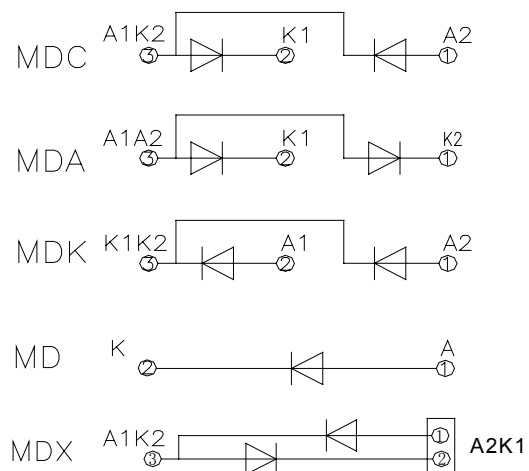 A1K2 K1 A2
MDC 3 2 1
A1A2 K1 K2
MDA 3 2 1
K1K2 A1 A2
MDK 3 2 1
K A
MD 2 1
A1K2 1 A2K1
MDX 3 2